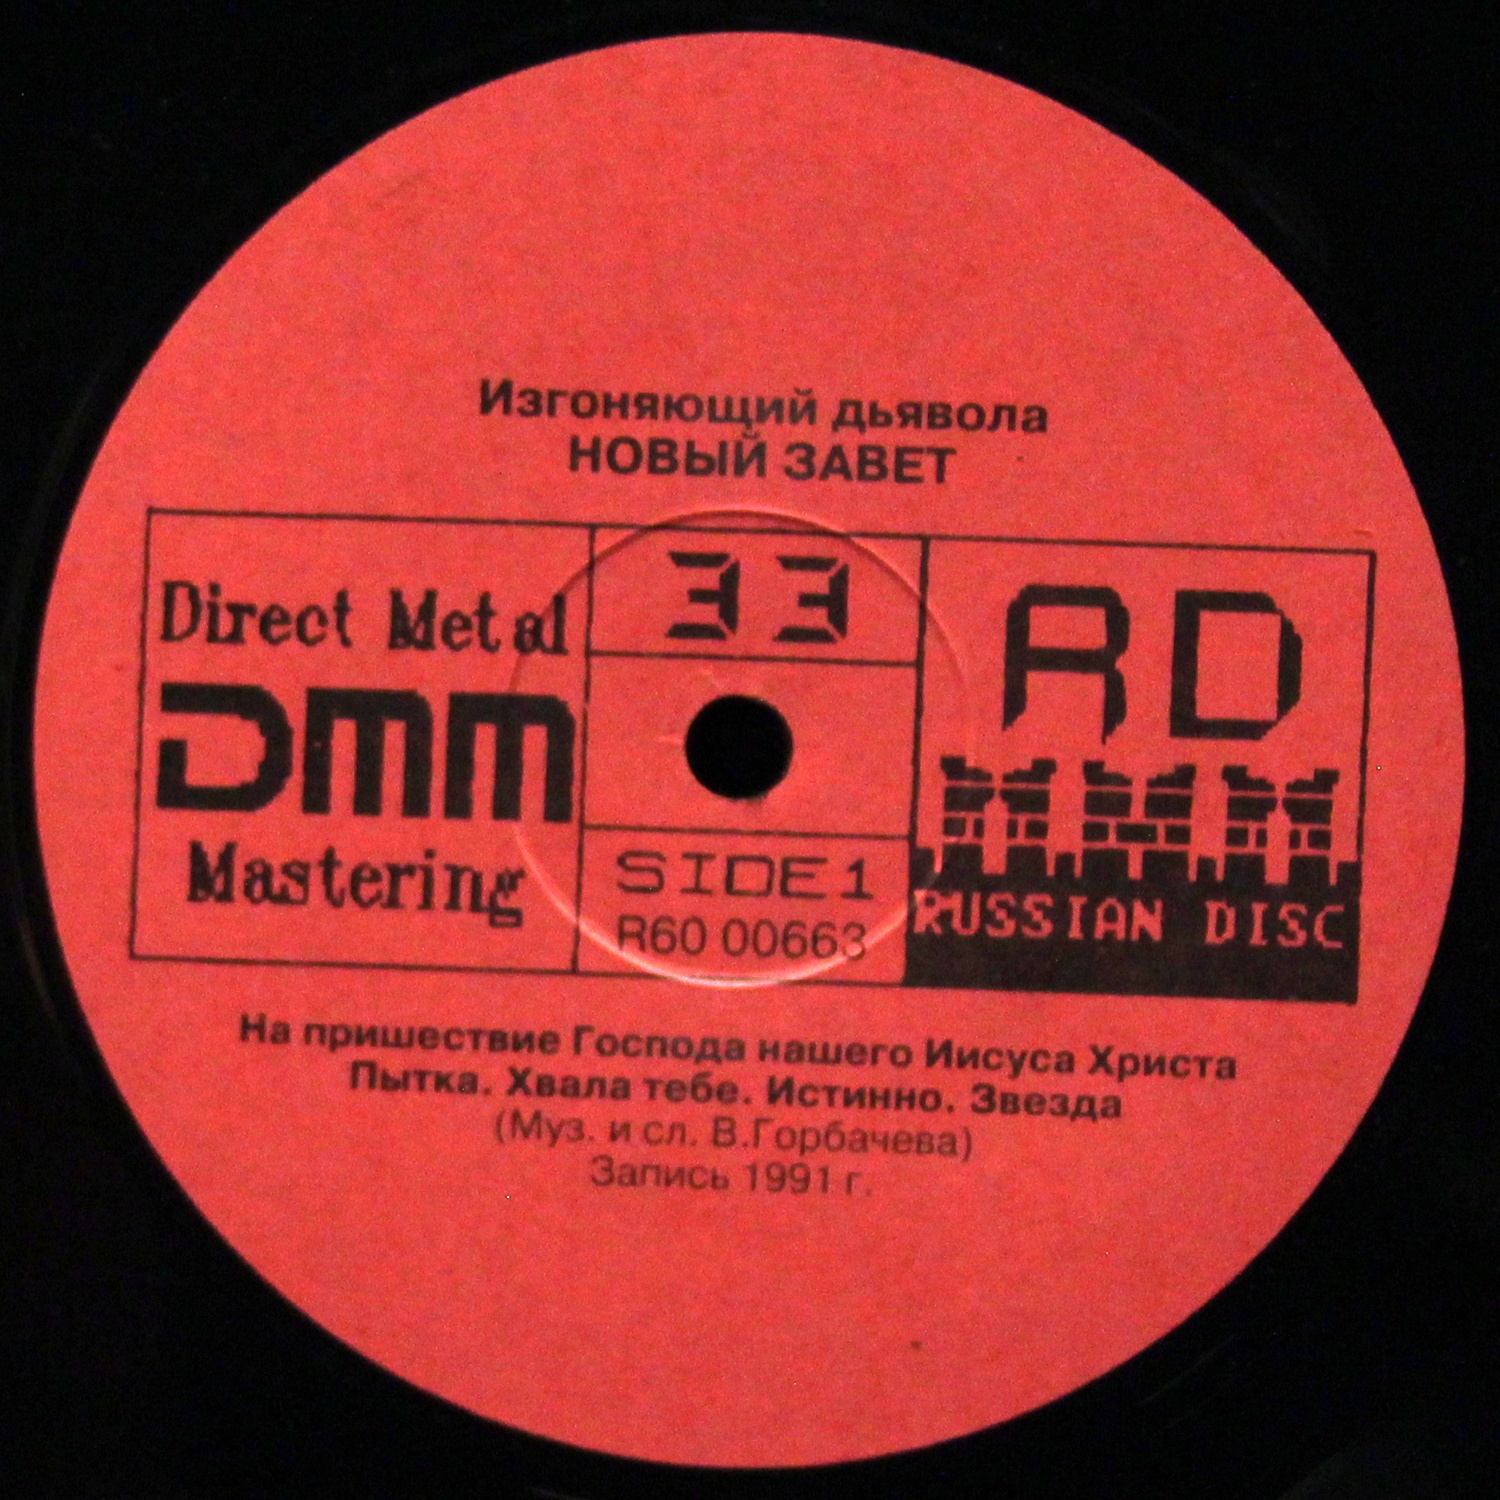 Изгоняющий дьявола
НОВЫЙ ЗАВЕТ
Direct Metal
DMM
Mastering
33
SIDE 1
R60 00663
RD
RUSSIAN DISC
На пришествие Господа нашего Иисуса Христа
Пытка. Хвала тебе. Истинно. Звезда
(Муз. и сл. В.Горбачева)
Запись 1991 г.